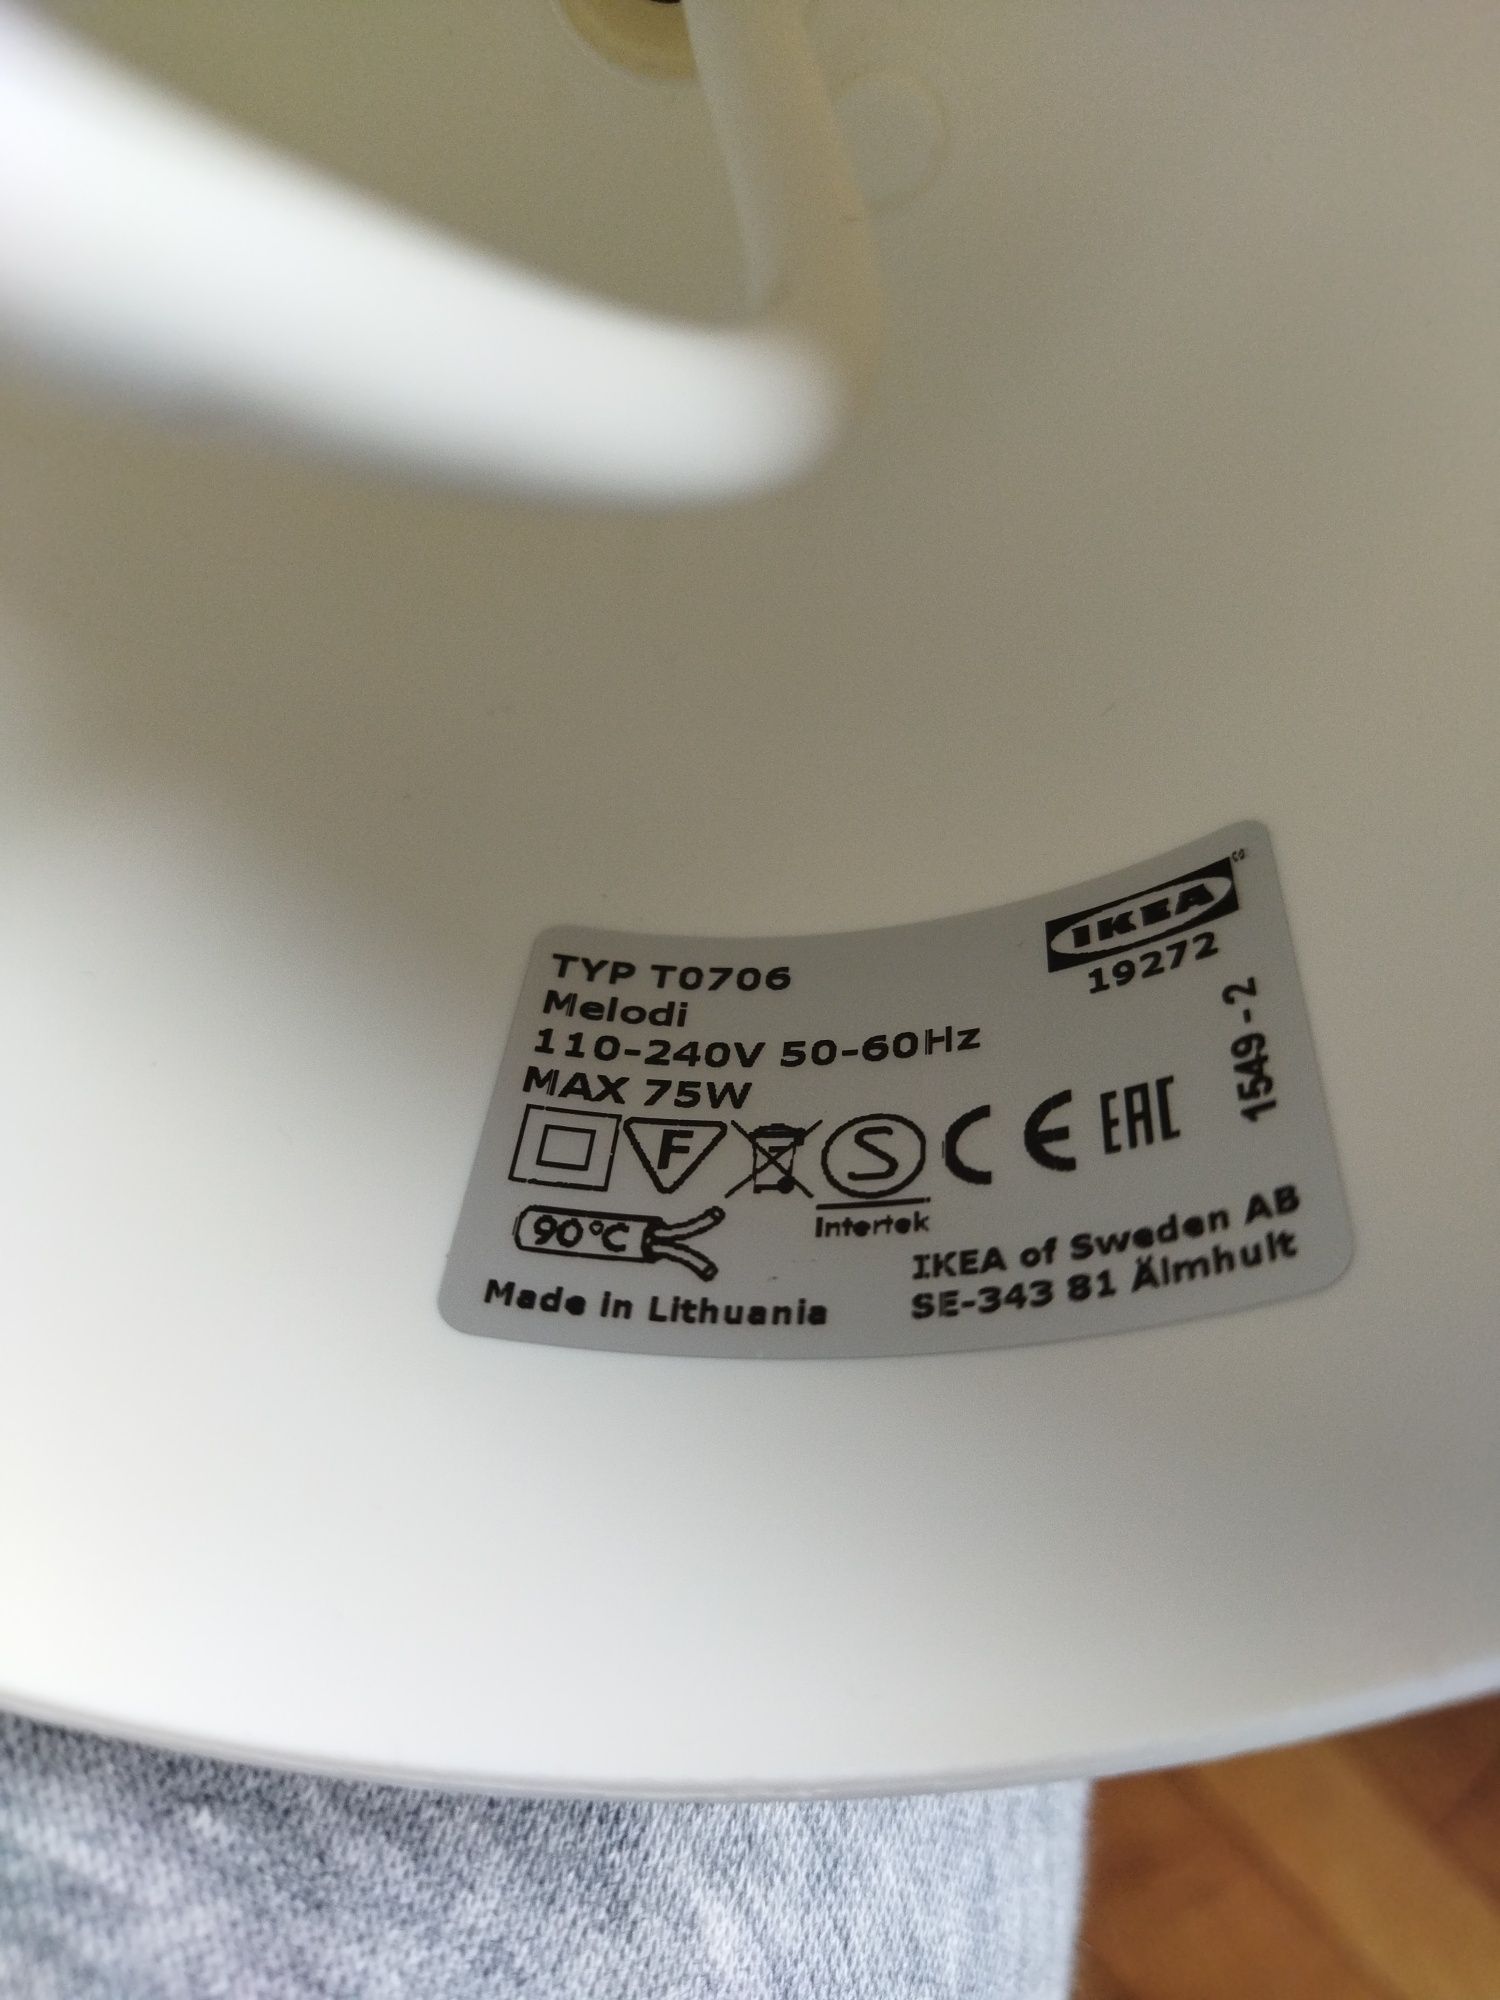 TYP T0706
Melodi
110-240V 50-60Hz
MAX 75W
IKEA
19272
1549-2
F
S
Intertek
CE
EAC
90°C
Made in Lithuania
IKEA of Sweden AB
SE-343 81 Älmhult